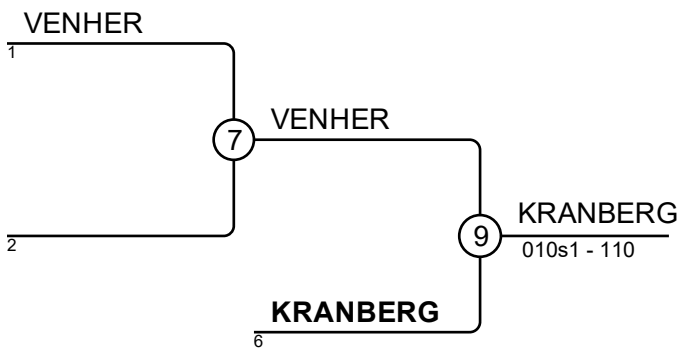 VENHER
1
7
VENHER
2
9
KRANBERG
010s1 - 110
KRANBERG
6